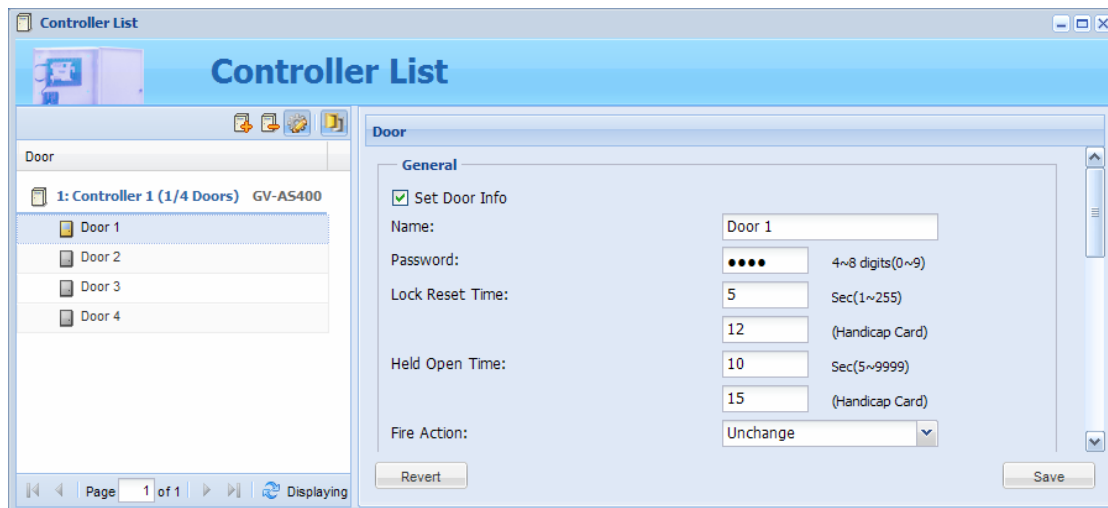 Controller List
Controller List
Door
1: Controller 1 (1/4 Doors) GV-AS400
Door 1
Door 2
Door 3
Door 4
Page 1 of 1 Displaying
Door
General
Set Door Info
Name: Door 1
Password: •••• 4~8 digits(0~9)
Lock Reset Time: 5 Sec(1~255)
12 (Handicap Card)
Held Open Time: 10 Sec(5~9999)
15 (Handicap Card)
Fire Action: Unchange
Revert Save